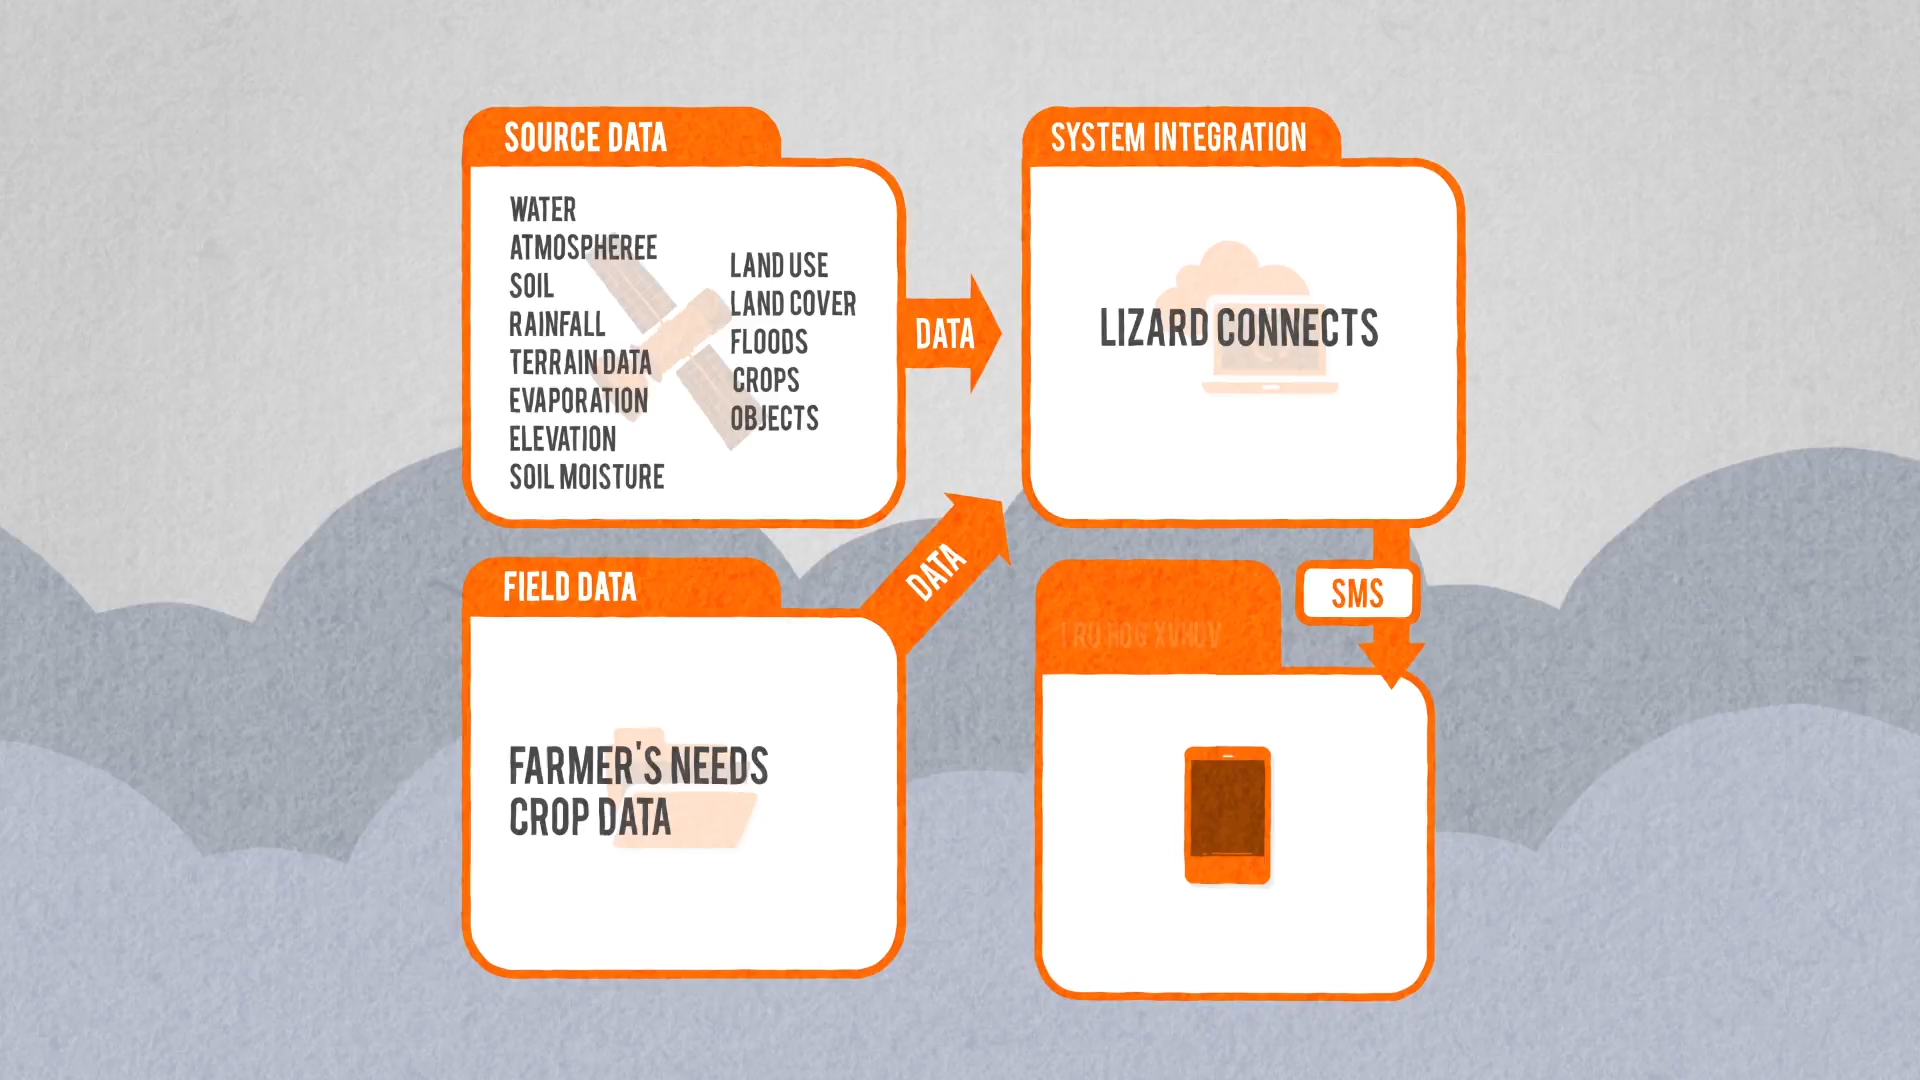 SOURCE DATA
WATER
ATMOSPHEREE
SOIL
RAINFALL
TERRAIN DATA
EVAPORATION
ELEVATION
SOIL MOISTURE
LAND USE
LAND COVER
FLOODS
CROPS
OBJECTS
DATA
SYSTEM INTEGRATION
LIZARD CONNECTS
FIELD DATA
FARMER'S NEEDS
CROP DATA
DATA
SMS